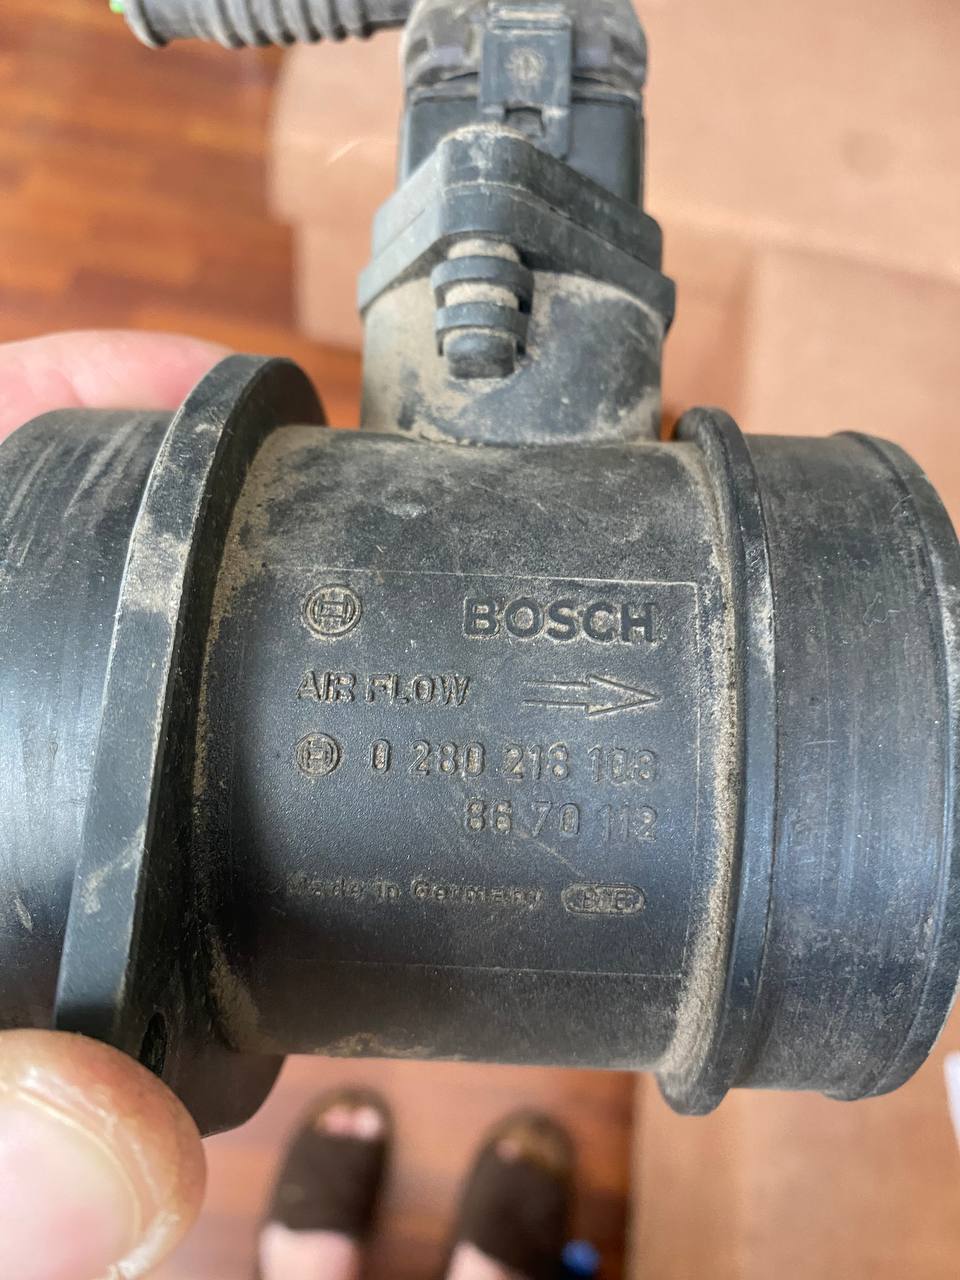 BOSCH
AIR FLOW
0 280 218 108
86 70 112
Made in Germany